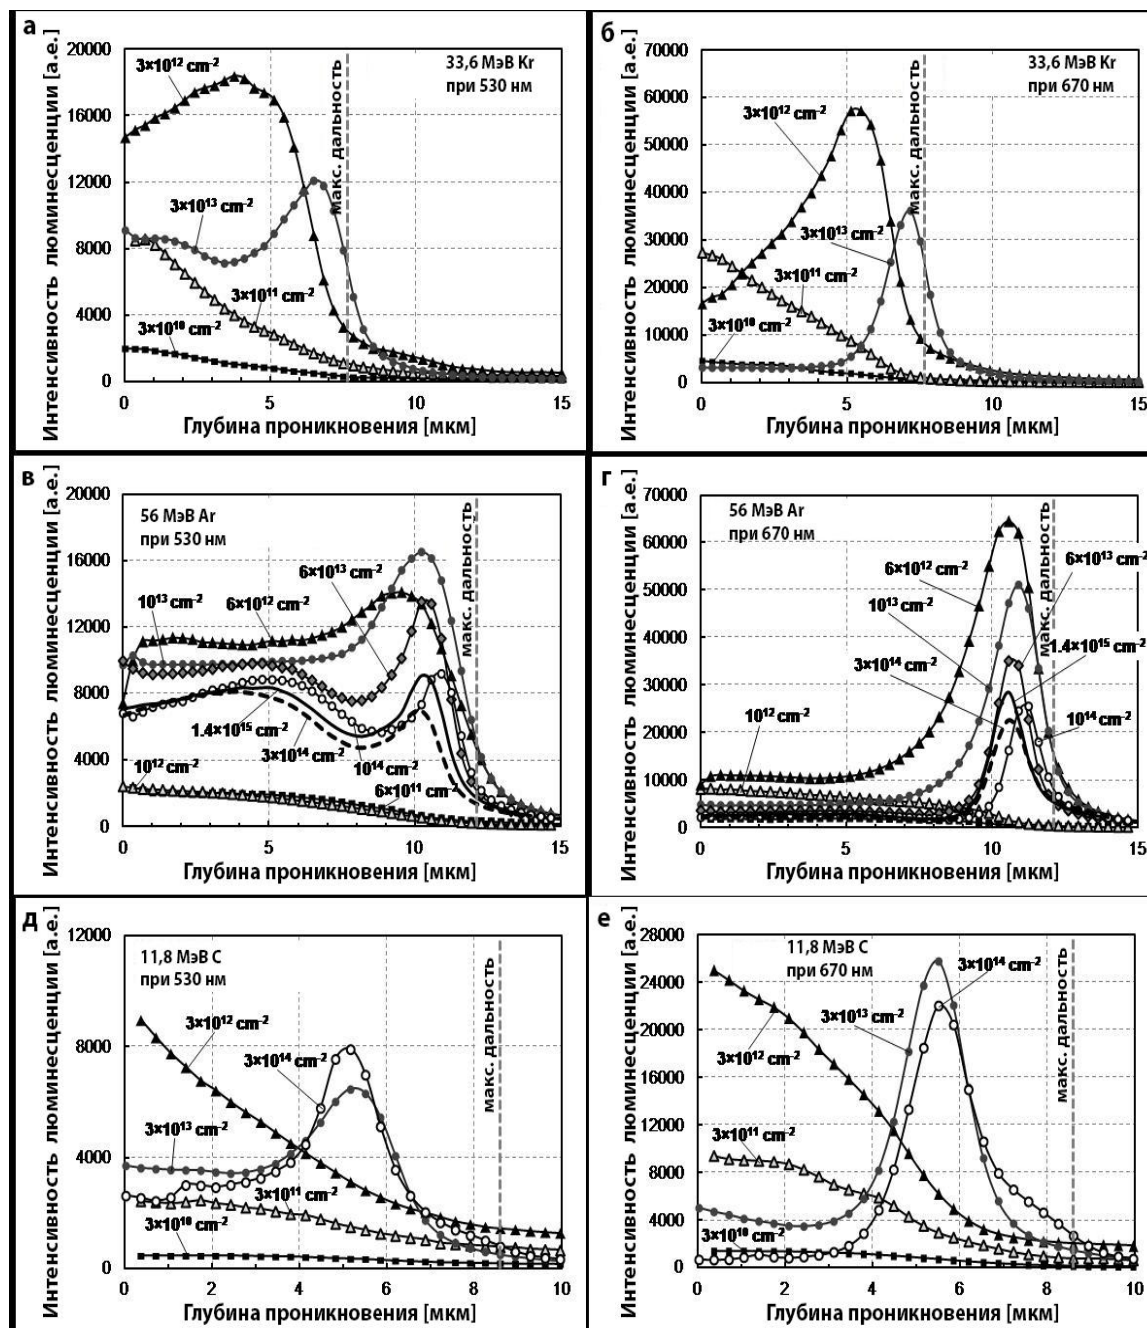 а
Интенсивность люминесценции [а.е.]
20000
16000
12000
8000
4000
0
0
5
10
15
Глубина проникновения [мкм]
33,6 МэВ Kr
при 530 нм
макс. дальность
3×10¹² cm⁻²
3×10¹³ cm⁻²
3×10¹¹ cm⁻²
3×10¹⁰ cm⁻²
б
Интенсивность люминесценции [а.е.]
70000
60000
50000
40000
30000
20000
10000
0
0
5
10
15
Глубина проникновения [мкм]
33,6 МэВ Kr
при 670 нм
макс. дальность
3×10¹² cm⁻²
3×10¹³ cm⁻²
3×10¹¹ cm⁻²
3×10¹⁰ cm⁻²
в
Интенсивность люминесценции [а.е.]
20000
16000
12000
8000
4000
0
0
5
10
15
Глубина проникновения [мкм]
56 МэВ Ar
при 530 нм
макс. дальность
6×10¹³ cm⁻²
10¹³ cm⁻²
6×10¹² cm⁻²
1.4×10¹⁵ cm⁻²
3×10¹⁴ cm⁻²
10¹⁴ cm⁻²
10¹² cm⁻²
6×10¹¹ cm⁻²
г
Интенсивность люминесценции [а.е.]
70000
60000
50000
40000
30000
20000
10000
0
0
5
10
15
Глубина проникновения [мкм]
56 МэВ Ar
при 670 нм
макс. дальность
6×10¹³ cm⁻²
6×10¹² cm⁻²
10¹³ cm⁻²
3×10¹⁴ cm⁻²
1.4×10¹⁵ cm⁻²
10¹² cm⁻²
10¹⁴ cm⁻²
д
Интенсивность люминесценции [а.е.]
12000
8000
4000
0
0
2
4
6
8
10
Глубина проникновения [мкм]
11,8 МэВ C
при 530 нм
макс. дальность
3×10¹² cm⁻²
3×10¹⁴ cm⁻²
3×10¹³ cm⁻²
3×10¹¹ cm⁻²
3×10¹⁰ cm⁻²
е
Интенсивность люминесценции [а.е.]
28000
24000
20000
16000
12000
8000
4000
0
0
2
4
6
8
10
Глубина проникновения [мкм]
11,8 МэВ C
при 670 нм
макс. дальность
3×10¹⁴ cm⁻²
3×10¹³ cm⁻²
3×10¹² cm⁻²
3×10¹¹ cm⁻²
3×10¹⁰ cm⁻²